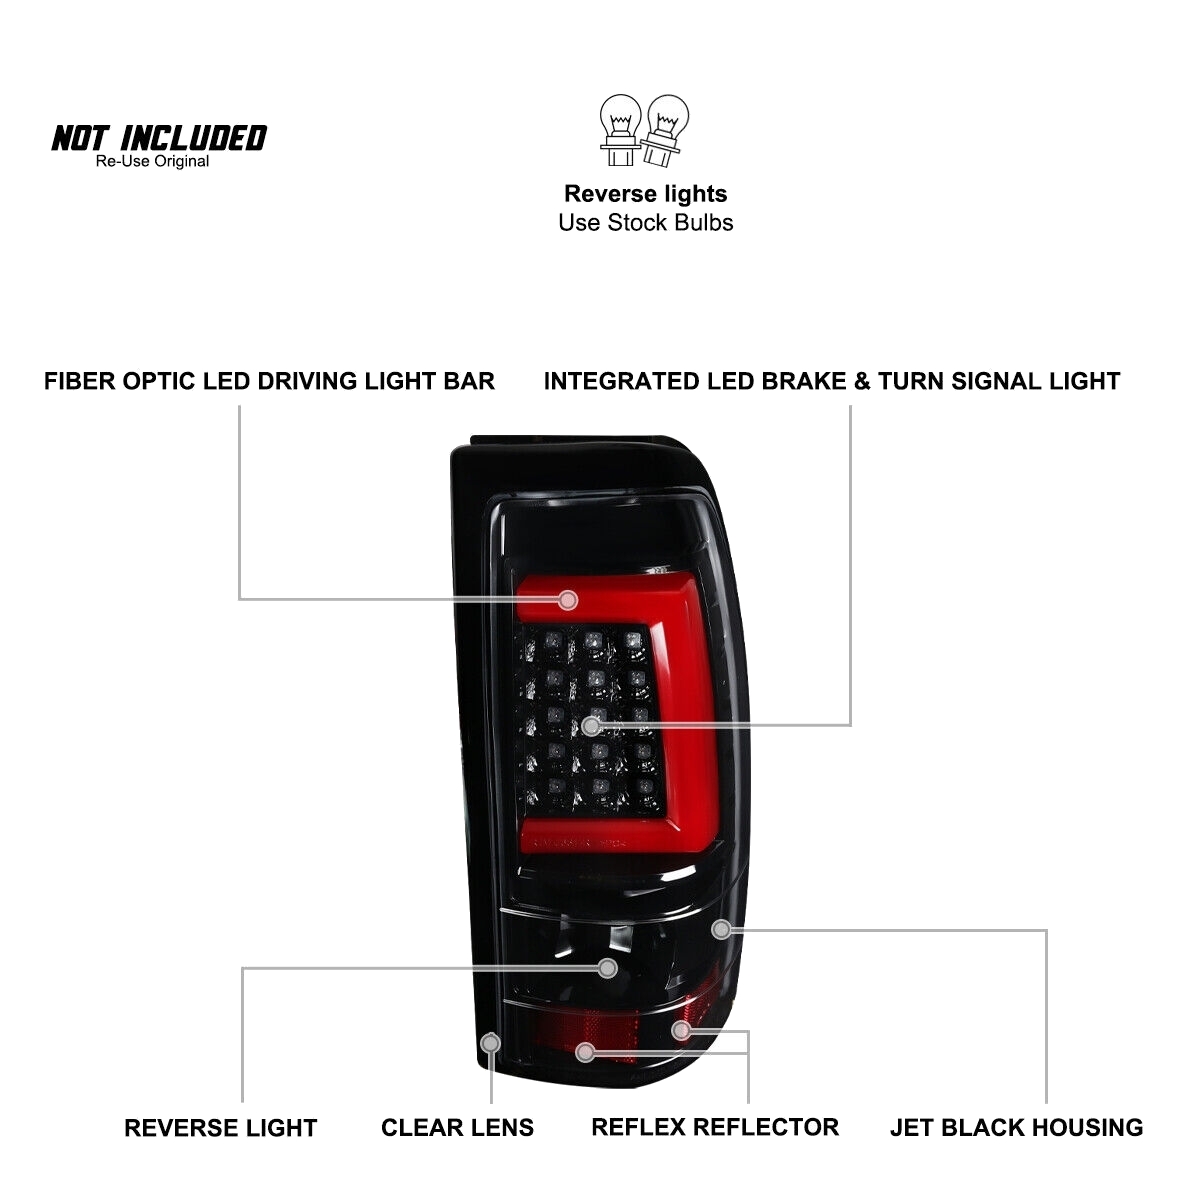 NOT INCLUDED
Re-Use Original
Reverse lights
Use Stock Bulbs
FIBER OPTIC LED DRIVING LIGHT BAR
INTEGRATED LED BRAKE & TURN SIGNAL LIGHT
REVERSE LIGHT
CLEAR LENS
REFLEX REFLECTOR
JET BLACK HOUSING